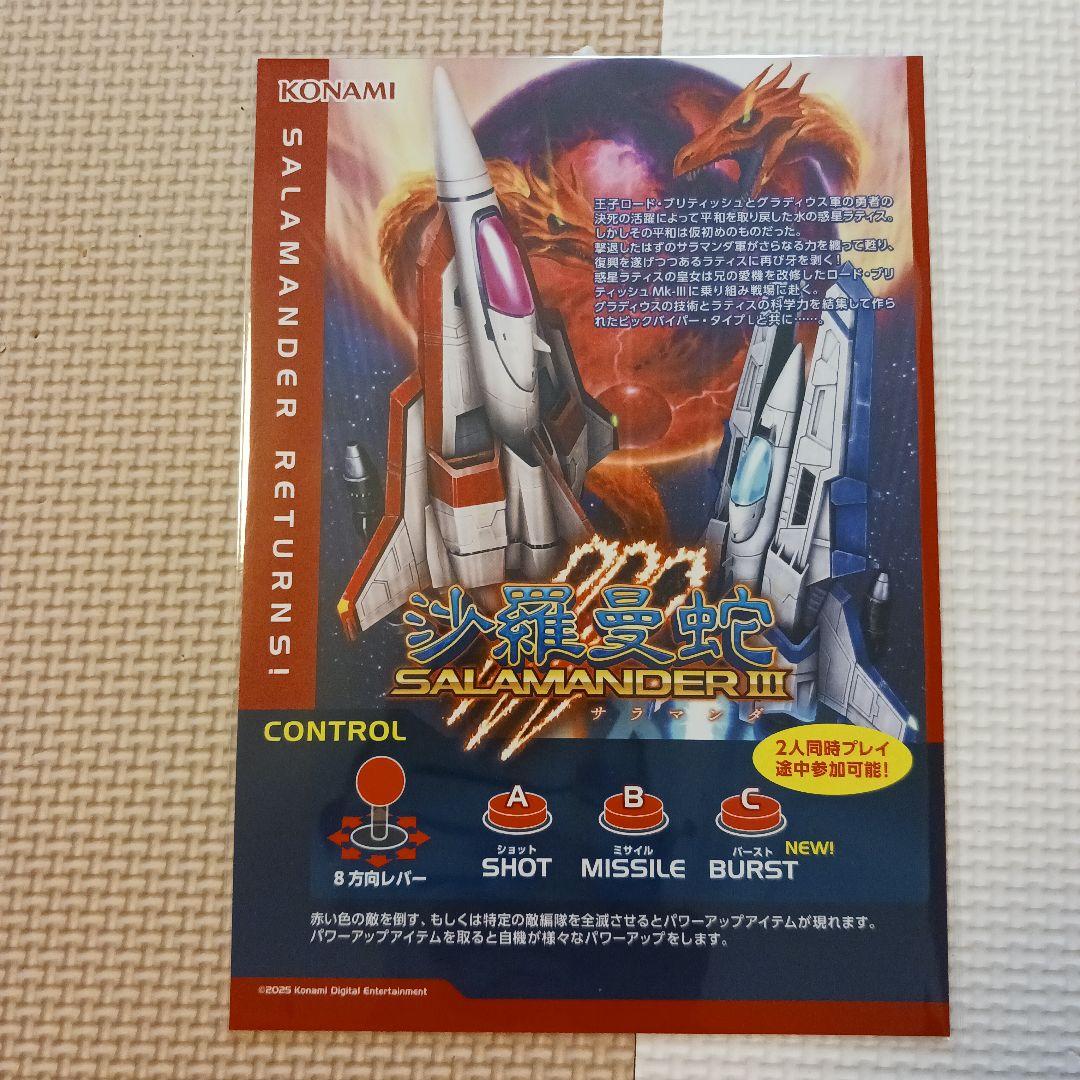 KONAMI
SALAMANDER RETURNS!
王子ロード・ブリティッシュとグラディウス軍の勇者の
決死の活躍によって平和を取り戻した水の惑星ラティス。
しかしその平和は仮初めのものだった。
撃退したはずのサラマンダ軍がさらなる力を纏って甦り、
復興を遂げつつあるラティスに再び牙を剥く!
惑星ラティスの皇女は兄の愛機を改修したロード・ブリ
ティッシュMk-IIIに乗り組み戦場に赴く。
グラディウスの技術とラティスの科学力を結集して作ら
れたビックバイパー・タイプLと共に……。
沙羅曼蛇
SALAMANDER III
サラマンダ
CONTROL
2人同時プレイ
途中参加可能!
A
B
C
ショット
ミサイル
バースト
NEW!
SHOT
MISSILE
BURST
8方向レバー
赤い色の敵を倒す、もしくは特定の敵編隊を全滅させるとパワーアップアイテムが現れます。
パワーアップアイテムを取ると自機が様々なパワーアップをします。
©2025 Konami Digital Entertainment